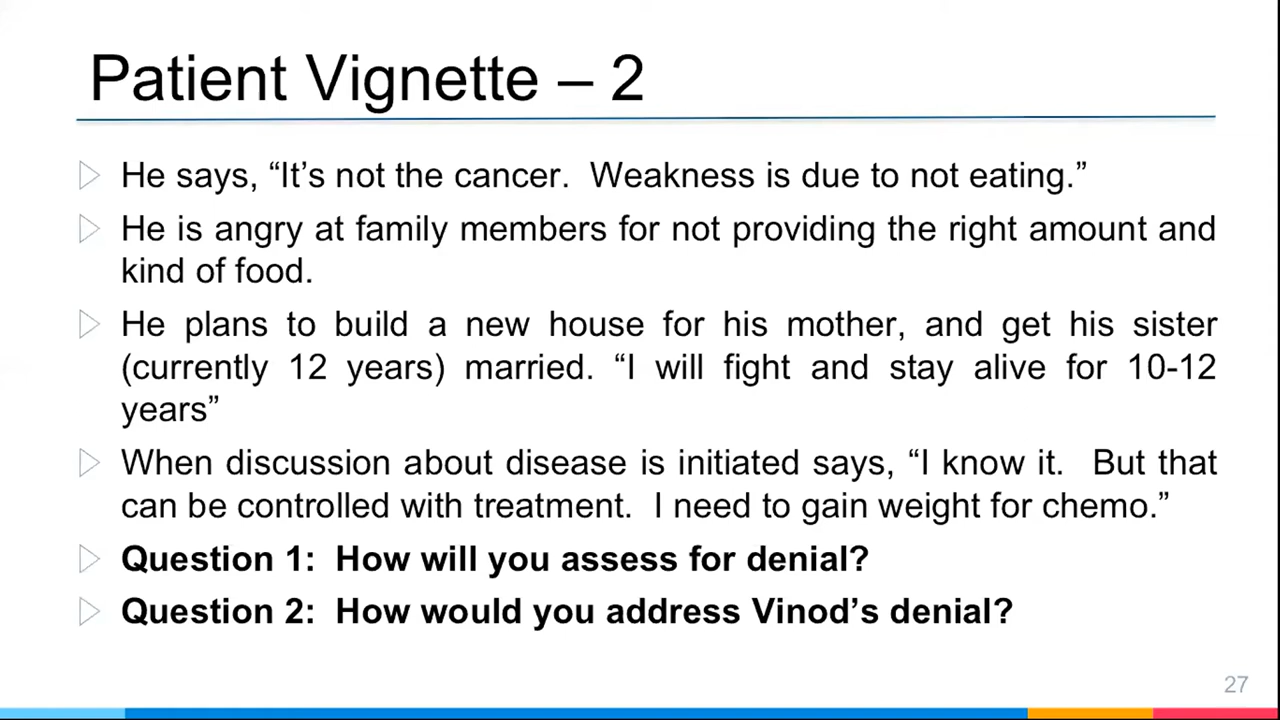 Patient Vignette – 2
He says, “It’s not the cancer.  Weakness is due to not eating.”
He is angry at family members for not providing the right amount and
kind of food.
He plans to build a new house for his mother, and get his sister
(currently 12 years) married. “I will fight and stay alive for 10-12
years”
When discussion about disease is initiated says, “I know it.  But that
can be controlled with treatment.  I need to gain weight for chemo.”
Question 1:  How will you assess for denial?
Question 2:  How would you address Vinod’s denial?
27